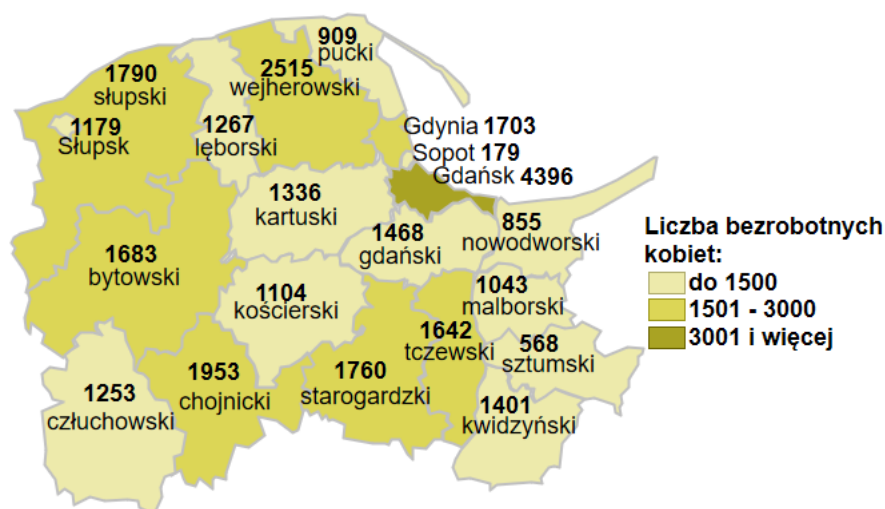 909
pucki
1790
słupski
2515
wejherowski
1179
Słupsk
1267
lęborski
Gdynia 1703
Sopot 179
Gdańsk 4396
1336
kartuski
1468
gdański
855
nowodworski
1683
bytowski
1104
kościerski
1043
malborski
1642
tczewski
568
sztumski
1253
człuchowski
1953
chojnicki
1760
starogardzki
1401
kwidzyński
Liczba bezrobotnych
kobiet:
do 1500
1501 - 3000
3001 i więcej